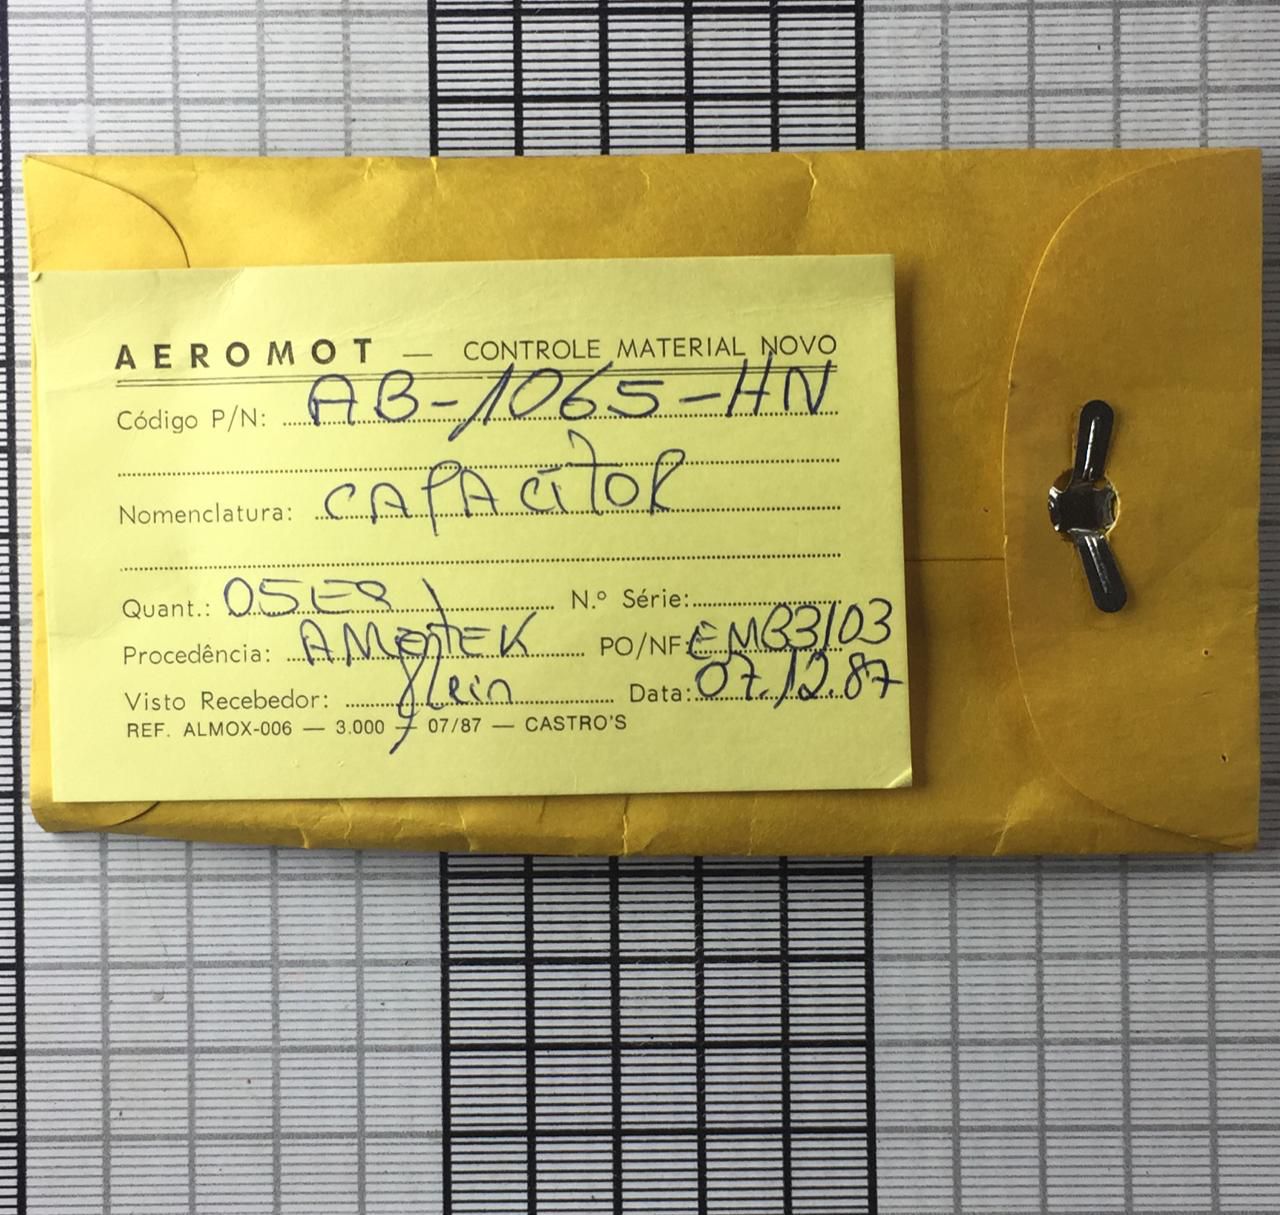 AEROMOT — CONTROLE MATERIAL NOVO
Código P/N: AB-1065-HN
Nomenclatura: CAPACITOR
Quant.: 05 N.º Série:
Procedência: AMETEK PO/NF: EMB3103
Visto Recebedor: Data: 07.12.87
REF. ALMOX-006 — 3.000 — 07/87 — CASTRO'S